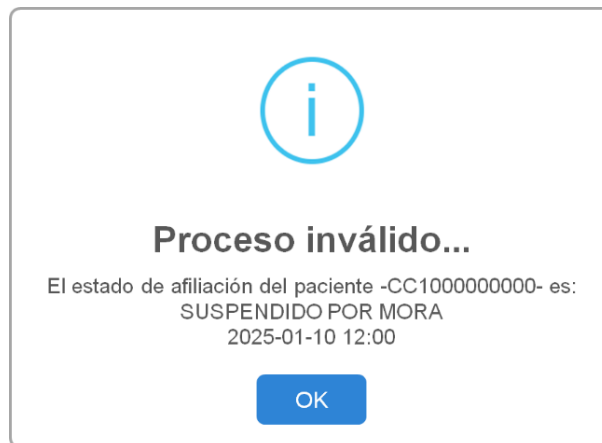 i
Proceso inválido...
El estado de afiliación del paciente -CC1000000000- es:
SUSPENDIDO POR MORA
2025-01-10 12:00
OK